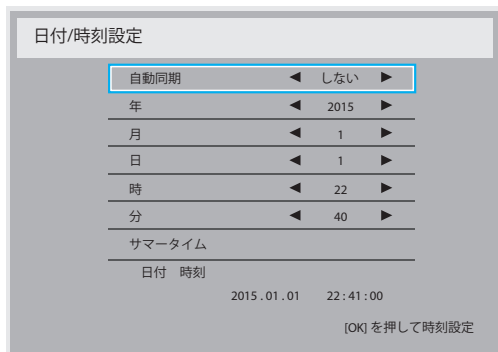 日付/時刻設定
自動同期 ◀ しない ▶
年 ◀ 2015 ▶
月 ◀ 1 ▶
日 ◀ 1 ▶
時 ◀ 22 ▶
分 ◀ 40 ▶
サマータイム
日付 時刻
2015.01.01 22:41:00
[OK] を押して時刻設定